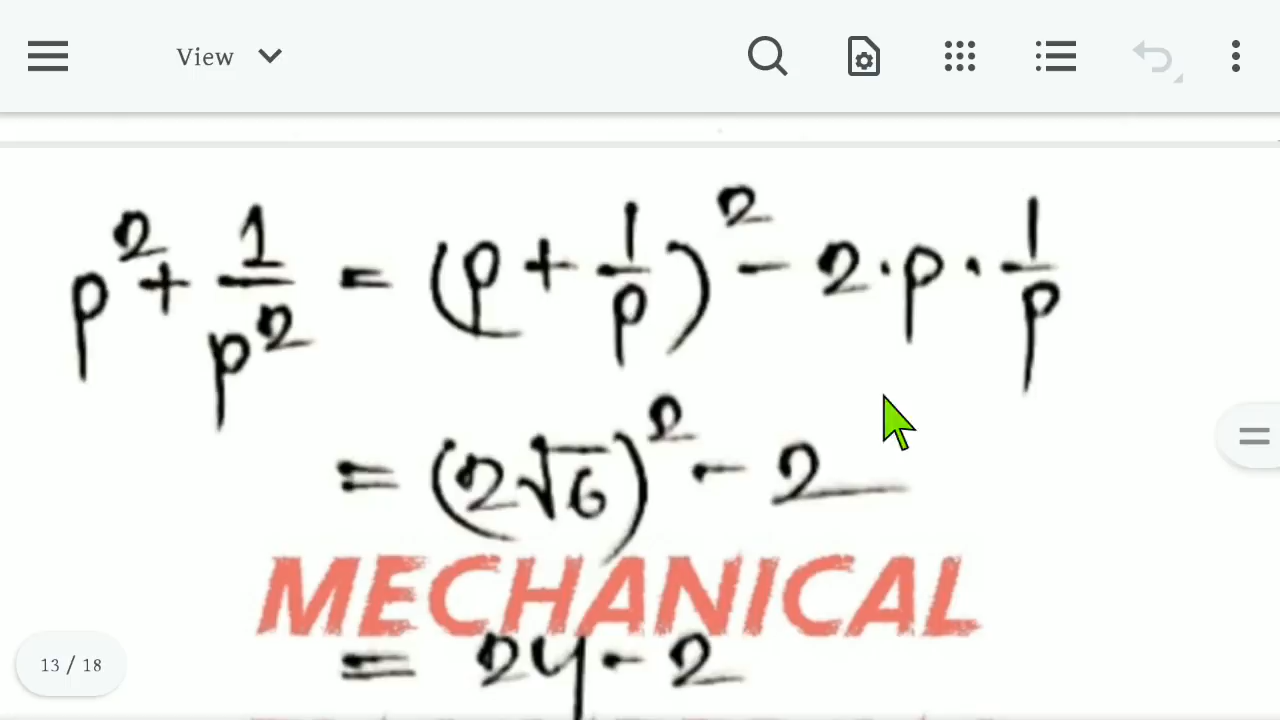 View
p² + 1/p² = (p + 1/p)² - 2 · p · 1/p
= (2√6)² - 2
MECHANICAL
= 24 - 2
13 / 18